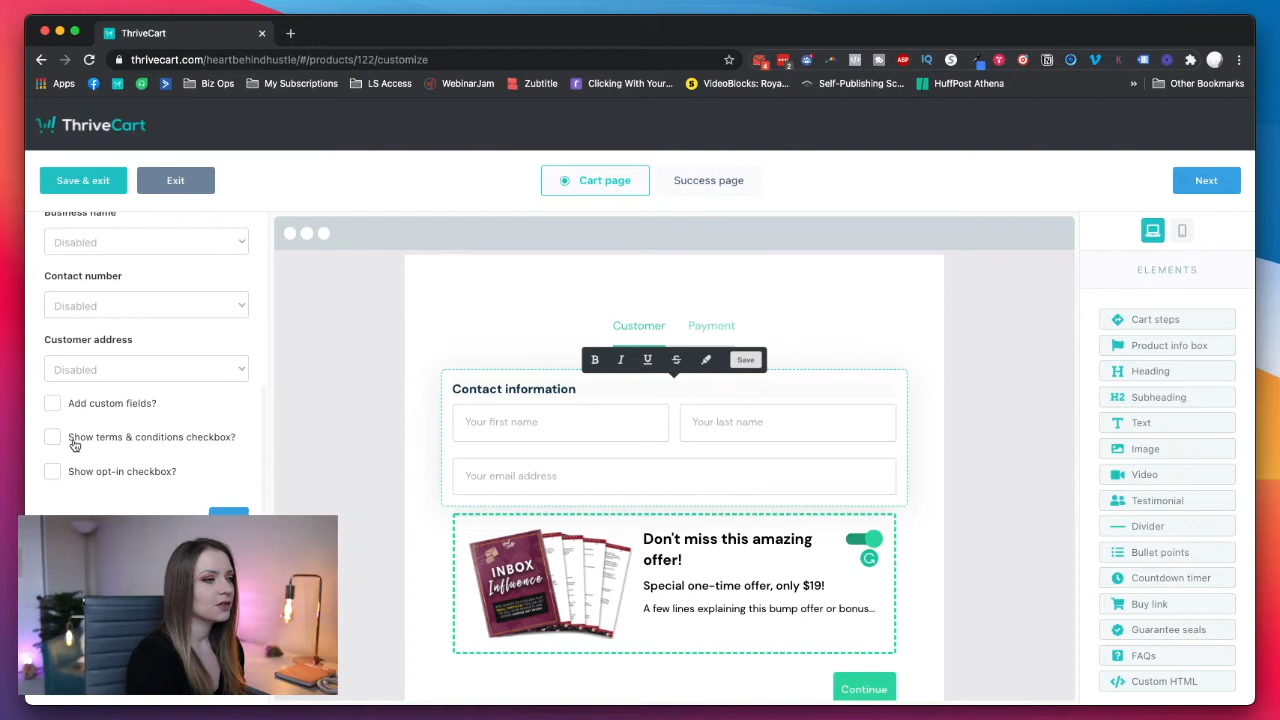 ThriveCart
thrivecart.com/heartbehindhustle/#/products/122/customize
4
2
ABP
IQ
S
Apps
Biz Ops
My Subscriptions
LS Access
WebinarJam
Zubtitle
Clicking With Your...
VideoBlocks: Roya...
Self-Publishing Sc...
HuffPost Athena
»
Other Bookmarks
ThriveCart
Save & exit
Exit
Cart page
Success page
Next
Business name
Disabled
Contact number
Disabled
Customer address
Disabled
Add custom fields?
Show terms & conditions checkbox?
Show opt-in checkbox?
Customer
Payment
B I U S
Save
Contact information
Your first name
Your last name
Your email address
INBOX
Influence
Don't miss this amazing
offer!
Special one-time offer, only $19!
A few lines explaining this bump offer or bonus...
Continue
ELEMENTS
Cart steps
Product info box
H Heading
H2 Subheading
T Text
Image
Video
Testimonial
Divider
Bullet points
Countdown timer
Buy link
Guarantee seals
FAQs
Custom HTML